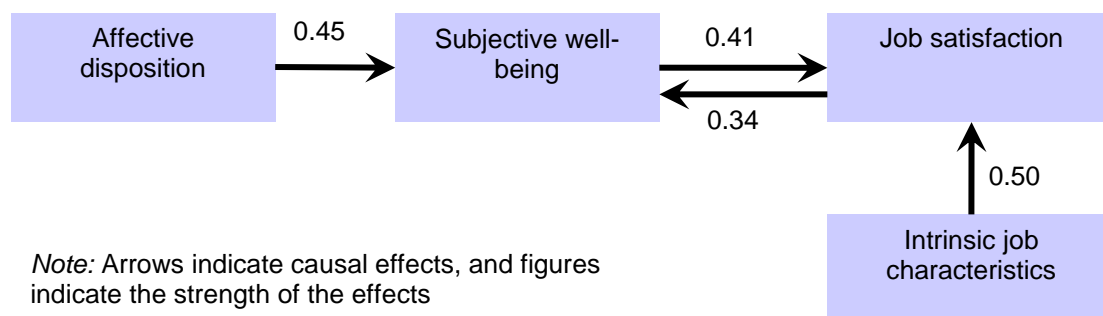 Affective
disposition
0.45
Subjective well-
being
0.41
0.34
Job satisfaction
0.50
Intrinsic job
characteristics
Note: Arrows indicate causal effects, and figures
indicate the strength of the effects